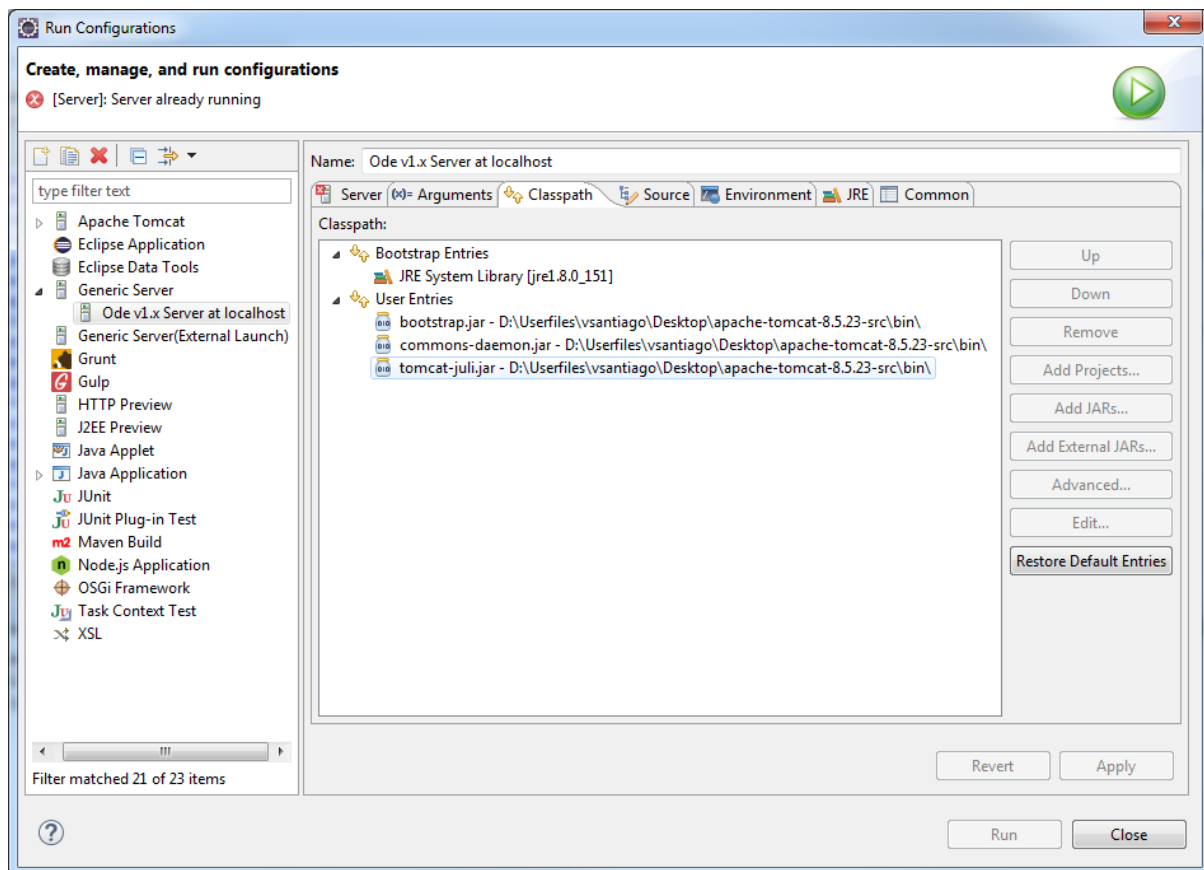 Run Configurations
Create, manage, and run configurations
[Server]: Server already running
type filter text
Apache Tomcat
Eclipse Application
Eclipse Data Tools
Generic Server
Ode v1.x Server at localhost
Generic Server(External Launch)
Grunt
Gulp
HTTP Preview
J2EE Preview
Java Applet
Java Application
JUnit
JUnit Plug-in Test
Maven Build
Node.js Application
OSGi Framework
Task Context Test
XSL
Filter matched 21 of 23 items
Name: Ode v1.x Server at localhost
Server (x)= Arguments Classpath Source Environment JRE Common
Classpath:
Bootstrap Entries
JRE System Library [jre1.8.0_151]
User Entries
bootstrap.jar - D:\Userfiles\vsantiago\Desktop\apache-tomcat-8.5.23-src\bin\
commons-daemon.jar - D:\Userfiles\vsantiago\Desktop\apache-tomcat-8.5.23-src\bin\
tomcat-juli.jar - D:\Userfiles\vsantiago\Desktop\apache-tomcat-8.5.23-src\bin\
Up
Down
Remove
Add Projects...
Add JARs...
Add External JARs...
Advanced...
Edit...
Restore Default Entries
Revert Apply
Run Close